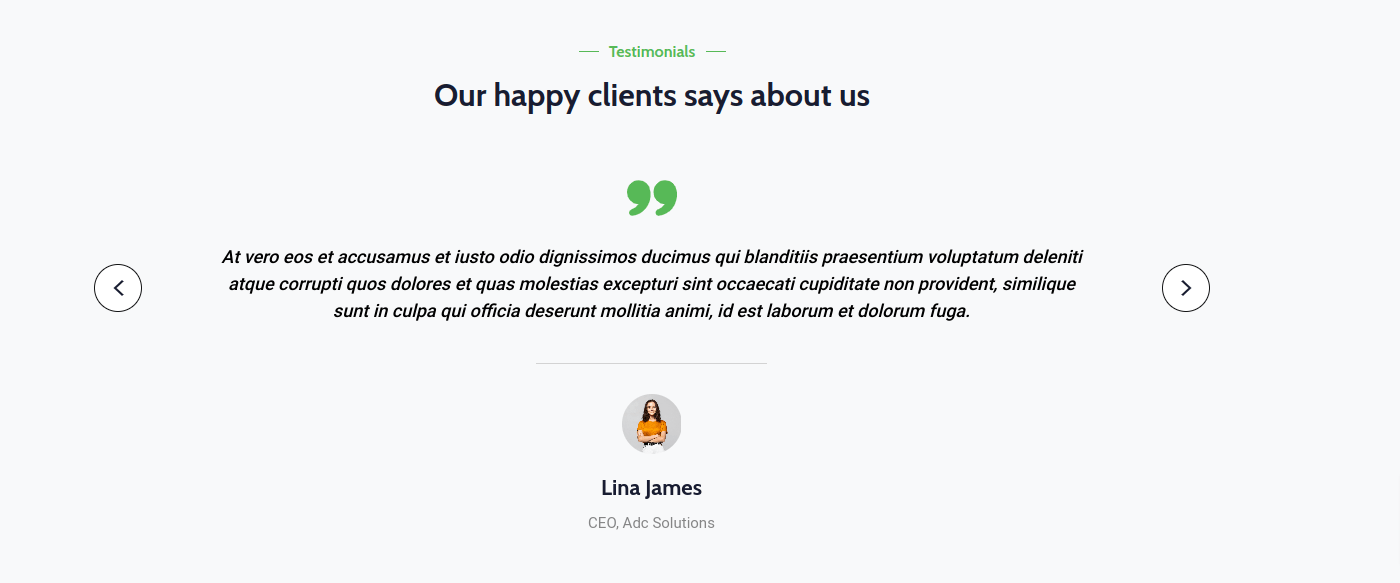 Testimonials
Our happy clients says about us
At vero eos et accusamus et iusto odio dignissimos ducimus qui blanditiis praesentium voluptatum deleniti
atque corrupti quos dolores et quas molestias excepturi sint occaecati cupiditate non provident, similique
sunt in culpa qui officia deserunt mollitia animi, id est laborum et dolorum fuga.
Lina James
CEO, Adc Solutions